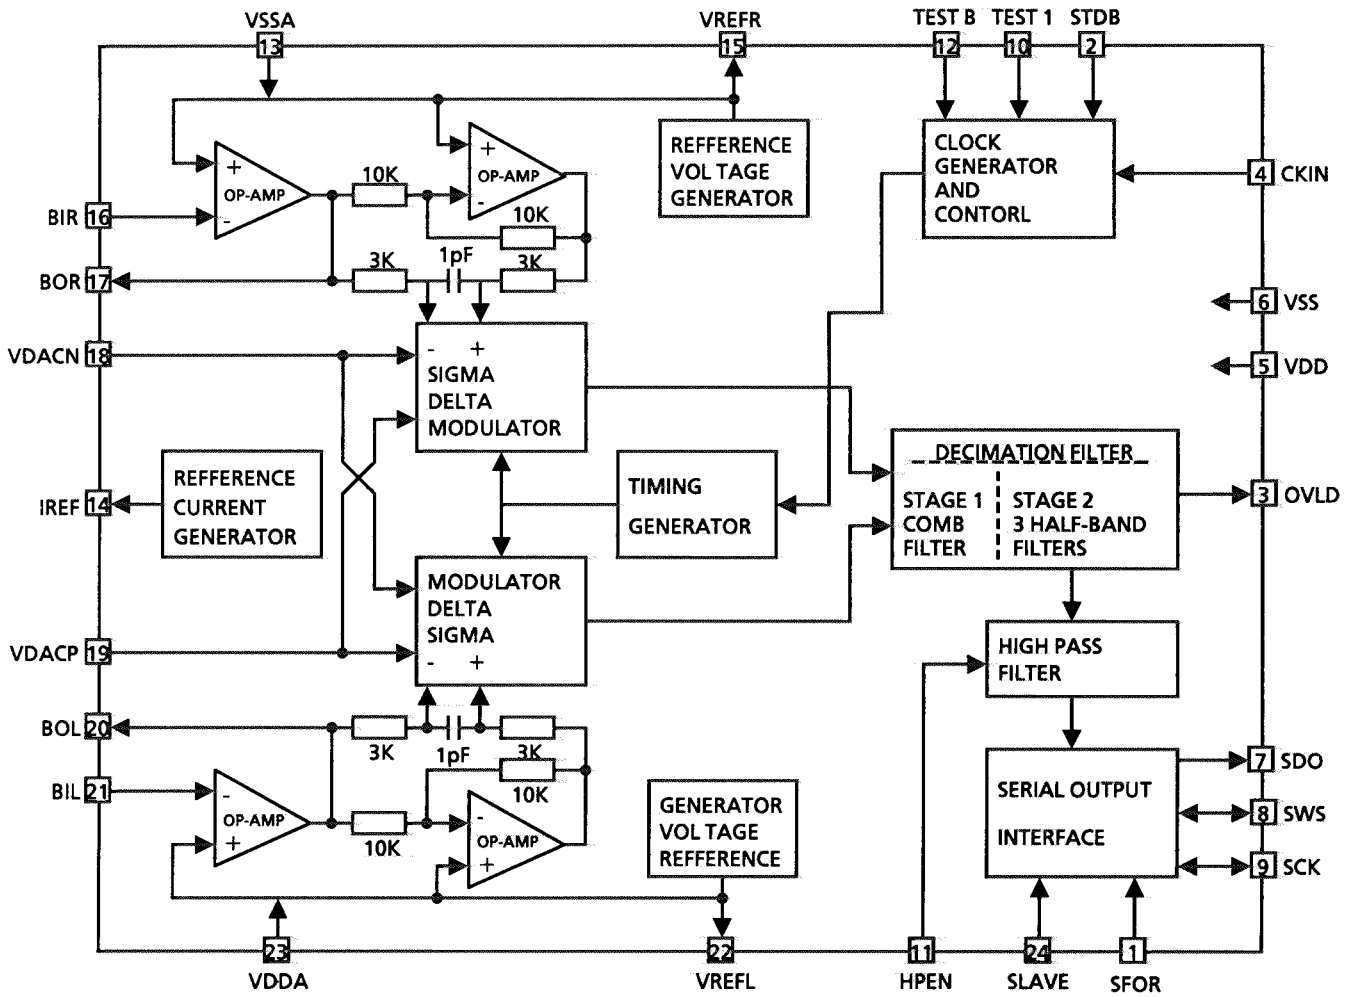 VSSA
VREFR
TEST B
TEST 1
STDB
13
15
12
10
2
REFFERENCE
VOL TAGE
GENERATOR
CLOCK
GENERATOR
AND
CONTORL
4
CKIN
+
OP-AMP
-
10K
+
OP-AMP
-
10K
BIR
16
BOR
17
3K
1pF
3K
6
VSS
VDACN
18
- +
SIGMA
DELTA
MODULATOR
5
VDD
REFFERENCE
CURRENT
GENERATOR
IREF
14
TIMING
GENERATOR
DECIMATION FILTER
STAGE 1
COMB
FILTER
STAGE 2
3 HALF-BAND
FILTERS
3
OVLD
MODULATOR
DELTA
SIGMA
- +
VDACP
19
HIGH PASS
FILTER
BOL
20
3K
1pF
3K
10K
BIL
21
-
OP-AMP
+
10K
-
OP-AMP
+
GENERATOR
VOL TAGE
REFFERENCE
SERIAL OUTPUT
INTERFACE
7
SDO
8
SWS
9
SCK
23
22
11
24
1
VDDA
VREFL
HPEN
SLAVE
SFOR